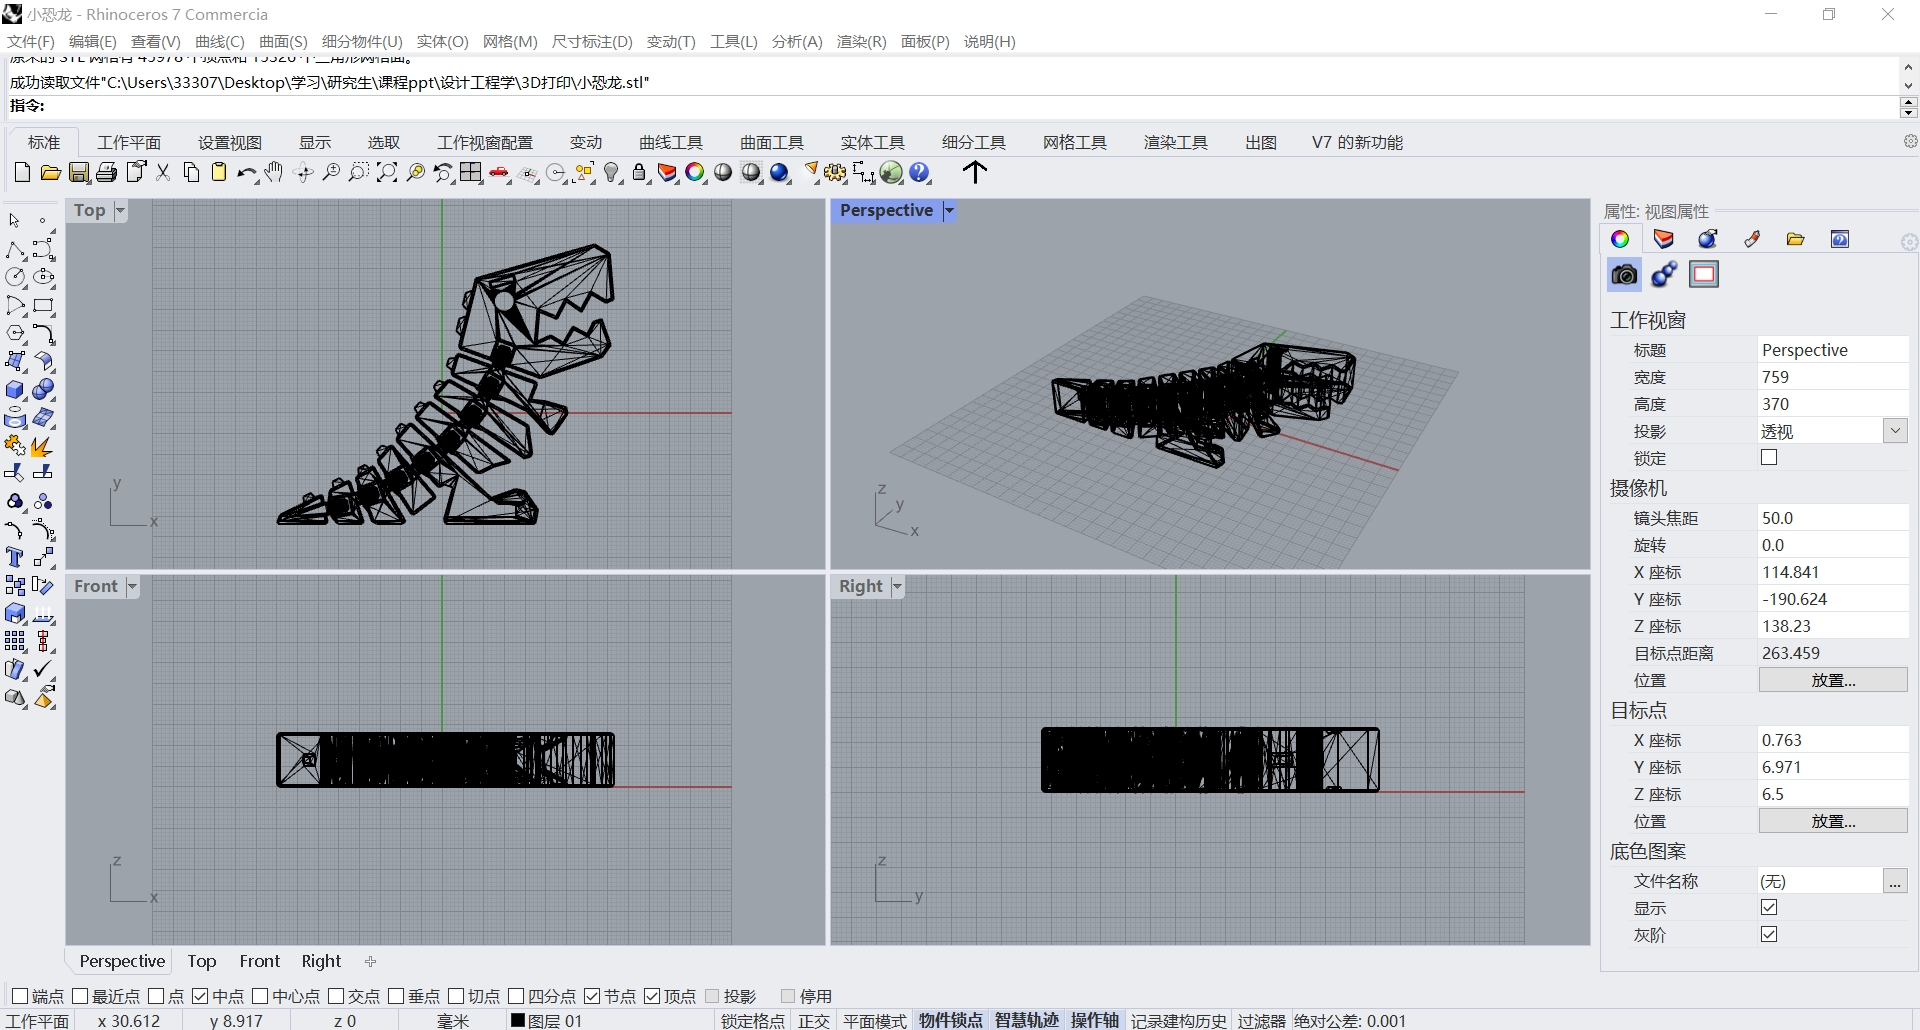 小恐龙 - Rhinoceros 7 Commercia
文件(F) 编辑(E) 查看(V) 曲线(C) 曲面(S) 细分物件(U) 实体(O) 网格(M) 尺寸标注(D) 变动(T) 工具(L) 分析(A) 渲染(R) 面板(P) 说明(H)
成功读取文件"C:\Users\33307\Desktop\学习\研究生\课程ppt\设计工程学\3D打印\小恐龙.stl"
指令:
标准 工作平面 设置视图 显示 选取 工作视窗配置 变动 曲线工具 曲面工具 实体工具 细分工具 网格工具 渲染工具 出图 V7 的新功能
Top
Perspective
y
x
z
y
x
Front
Right
z
x
z
y
属性: 视图属性
工作视窗
标题 Perspective
宽度 759
高度 370
投影 透视
锁定
摄像机
镜头焦距 50.0
旋转 0.0
X 座标 114.841
Y 座标 -190.624
Z 座标 138.23
目标点距离 263.459
位置 放置...
目标点
X 座标 0.763
Y 座标 6.971
Z 座标 6.5
位置 放置...
底色图案
文件名称 (无) ...
显示
灰阶
Perspective Top Front Right
端点 最近点 点 中点 中心点 交点 垂点 切点 四分点 节点 顶点 投影 停用
工作平面 x 30.612 y 8.917 z 0 毫米 图层 01 锁定格点 正交 平面模式 物件锁点 智慧轨迹 操作轴 记录建构历史 过滤器 绝对公差: 0.001